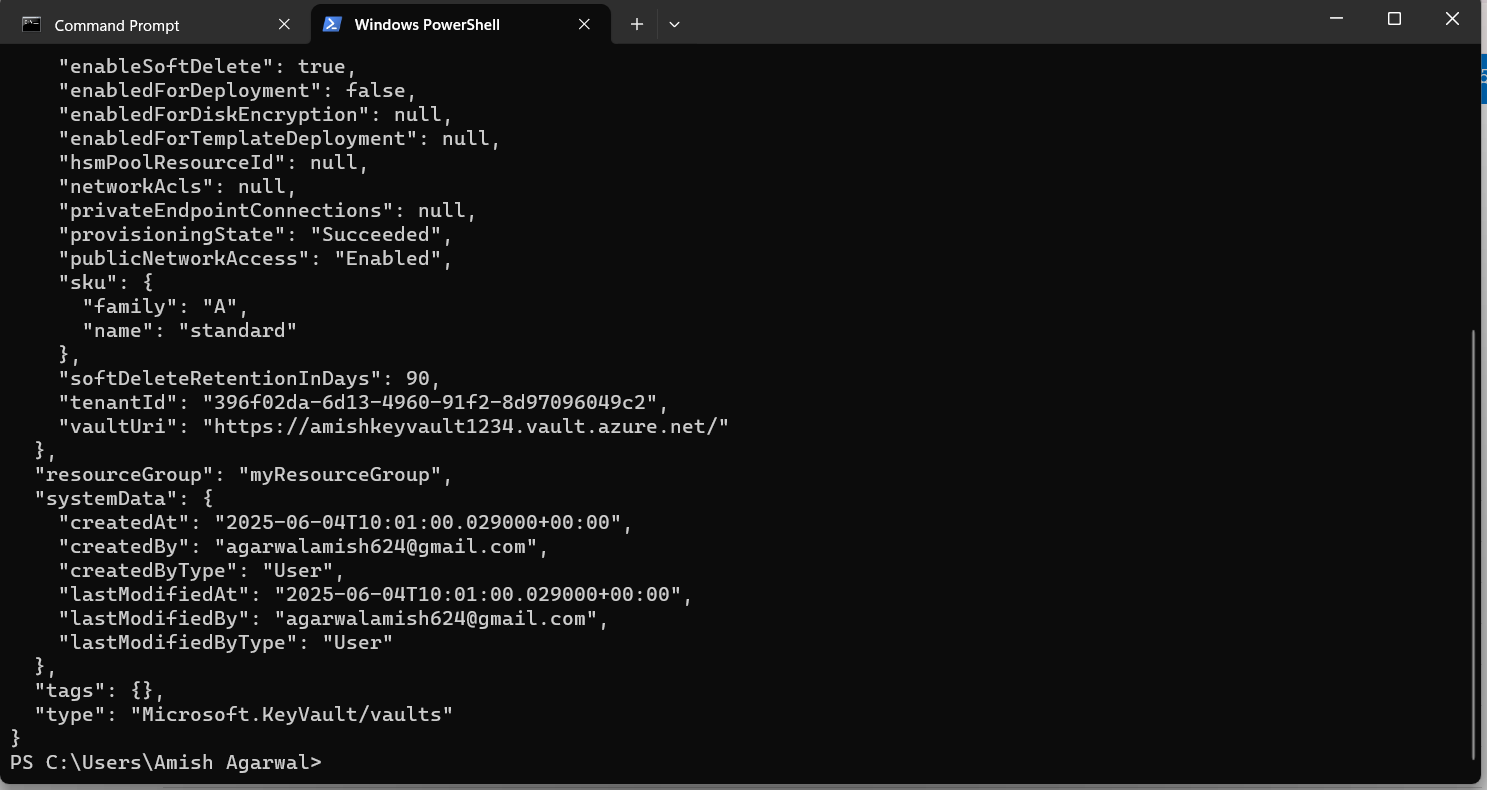 Command Prompt
Windows PowerShell
"enableSoftDelete": true,
"enabledForDeployment": false,
"enabledForDiskEncryption": null,
"enabledForTemplateDeployment": null,
"hsmPoolResourceId": null,
"networkAcls": null,
"privateEndpointConnections": null,
"provisioningState": "Succeeded",
"publicNetworkAccess": "Enabled",
"sku": {
"family": "A",
"name": "standard"
},
"softDeleteRetentionInDays": 90,
"tenantId": "396f02da-6d13-4960-91f2-8d97096049c2",
"vaultUri": "https://amishkeyvault1234.vault.azure.net/"
},
"resourceGroup": "myResourceGroup",
"systemData": {
"createdAt": "2025-06-04T10:01:00.029000+00:00",
"createdBy": "agarwalamish624@gmail.com",
"createdByType": "User",
"lastModifiedAt": "2025-06-04T10:01:00.029000+00:00",
"lastModifiedBy": "agarwalamish624@gmail.com",
"lastModifiedByType": "User"
},
"tags": {},
"type": "Microsoft.KeyVault/vaults"
}
PS C:\Users\Amish Agarwal>